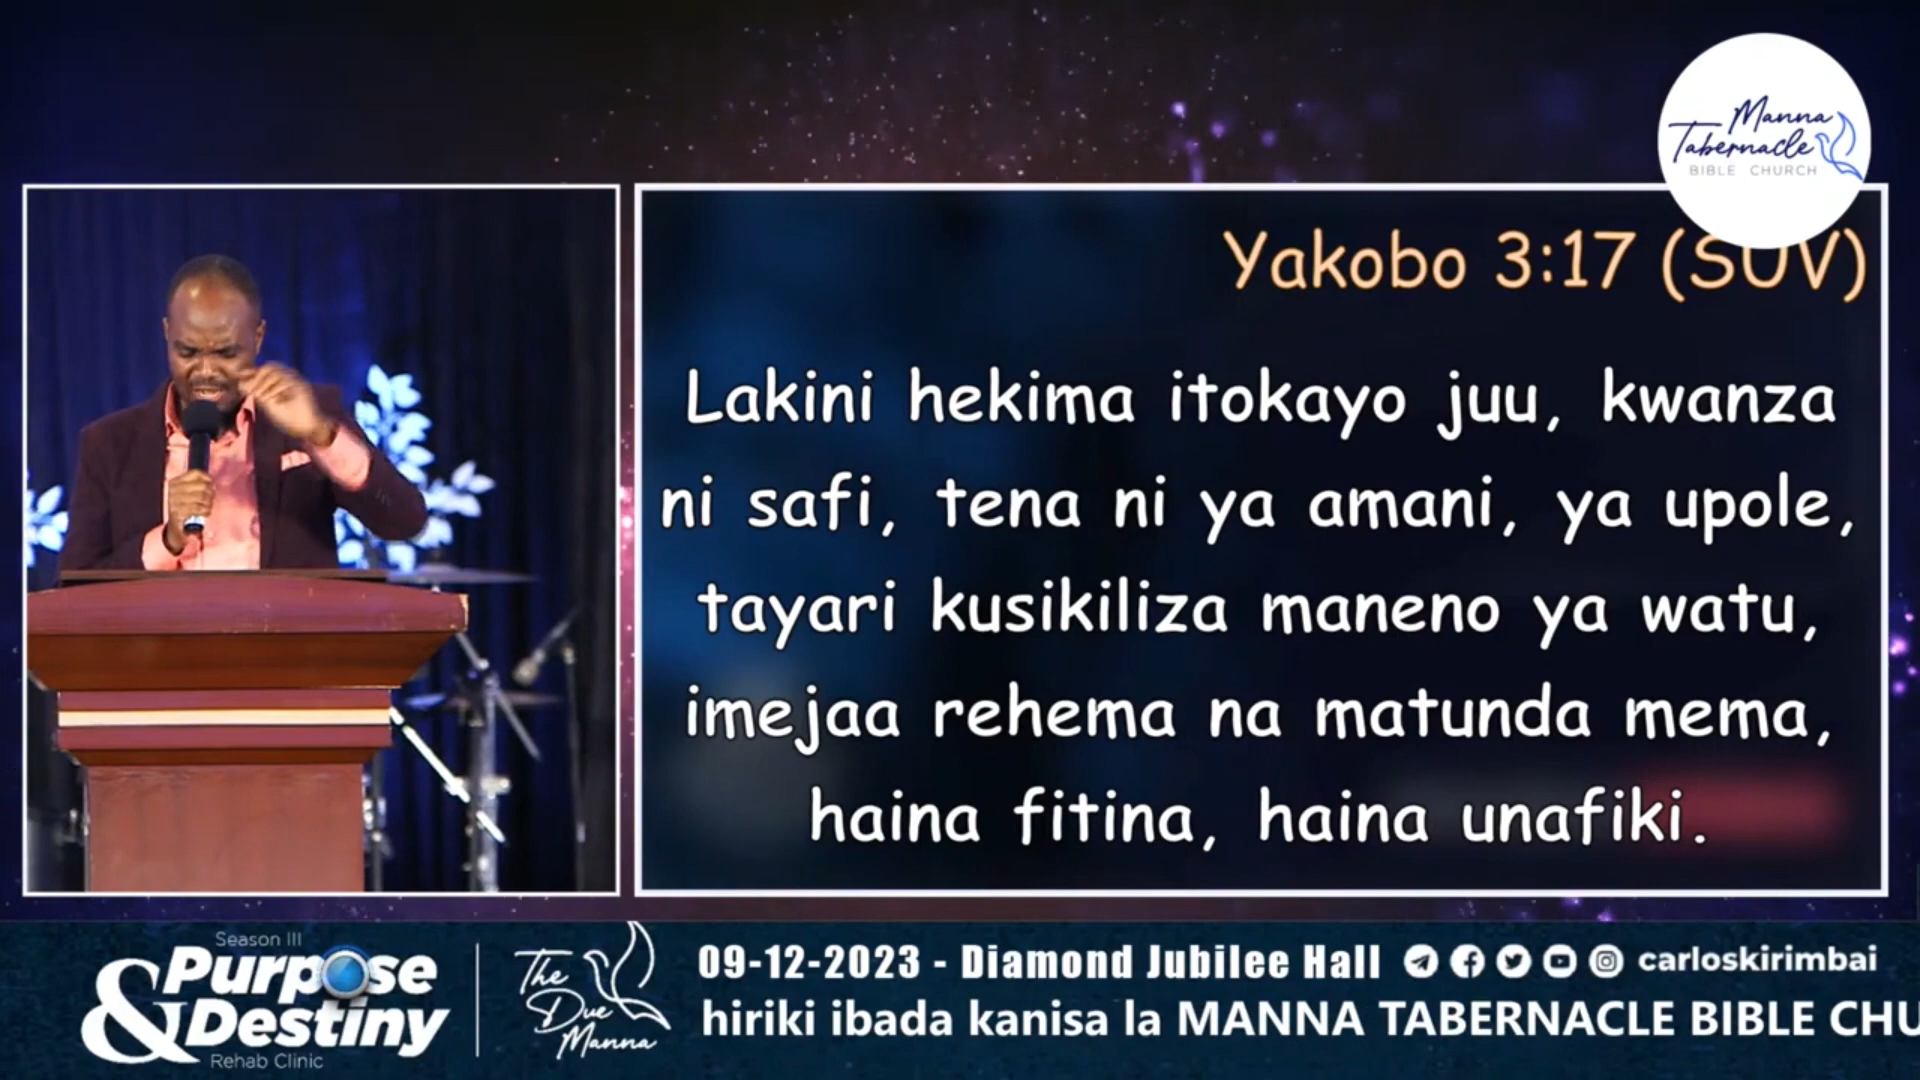 Manna
Tabernacle
BIBLE CHURCH
Yakobo 3:17 (SUV)
Lakini hekima itokayo juu, kwanza
ni safi, tena ni ya amani, ya upole,
tayari kusikiliza maneno ya watu,
imejaa rehema na matunda mema,
haina fitina, haina unafiki.
Season III
Purpose
& Destiny
Rehab Clinic
The
Due
Manna
09-12-2023 - Diamond Jubilee Hall carloskirimbai
hiriki ibada kanisa la MANNA TABERNACLE BIBLE CHU